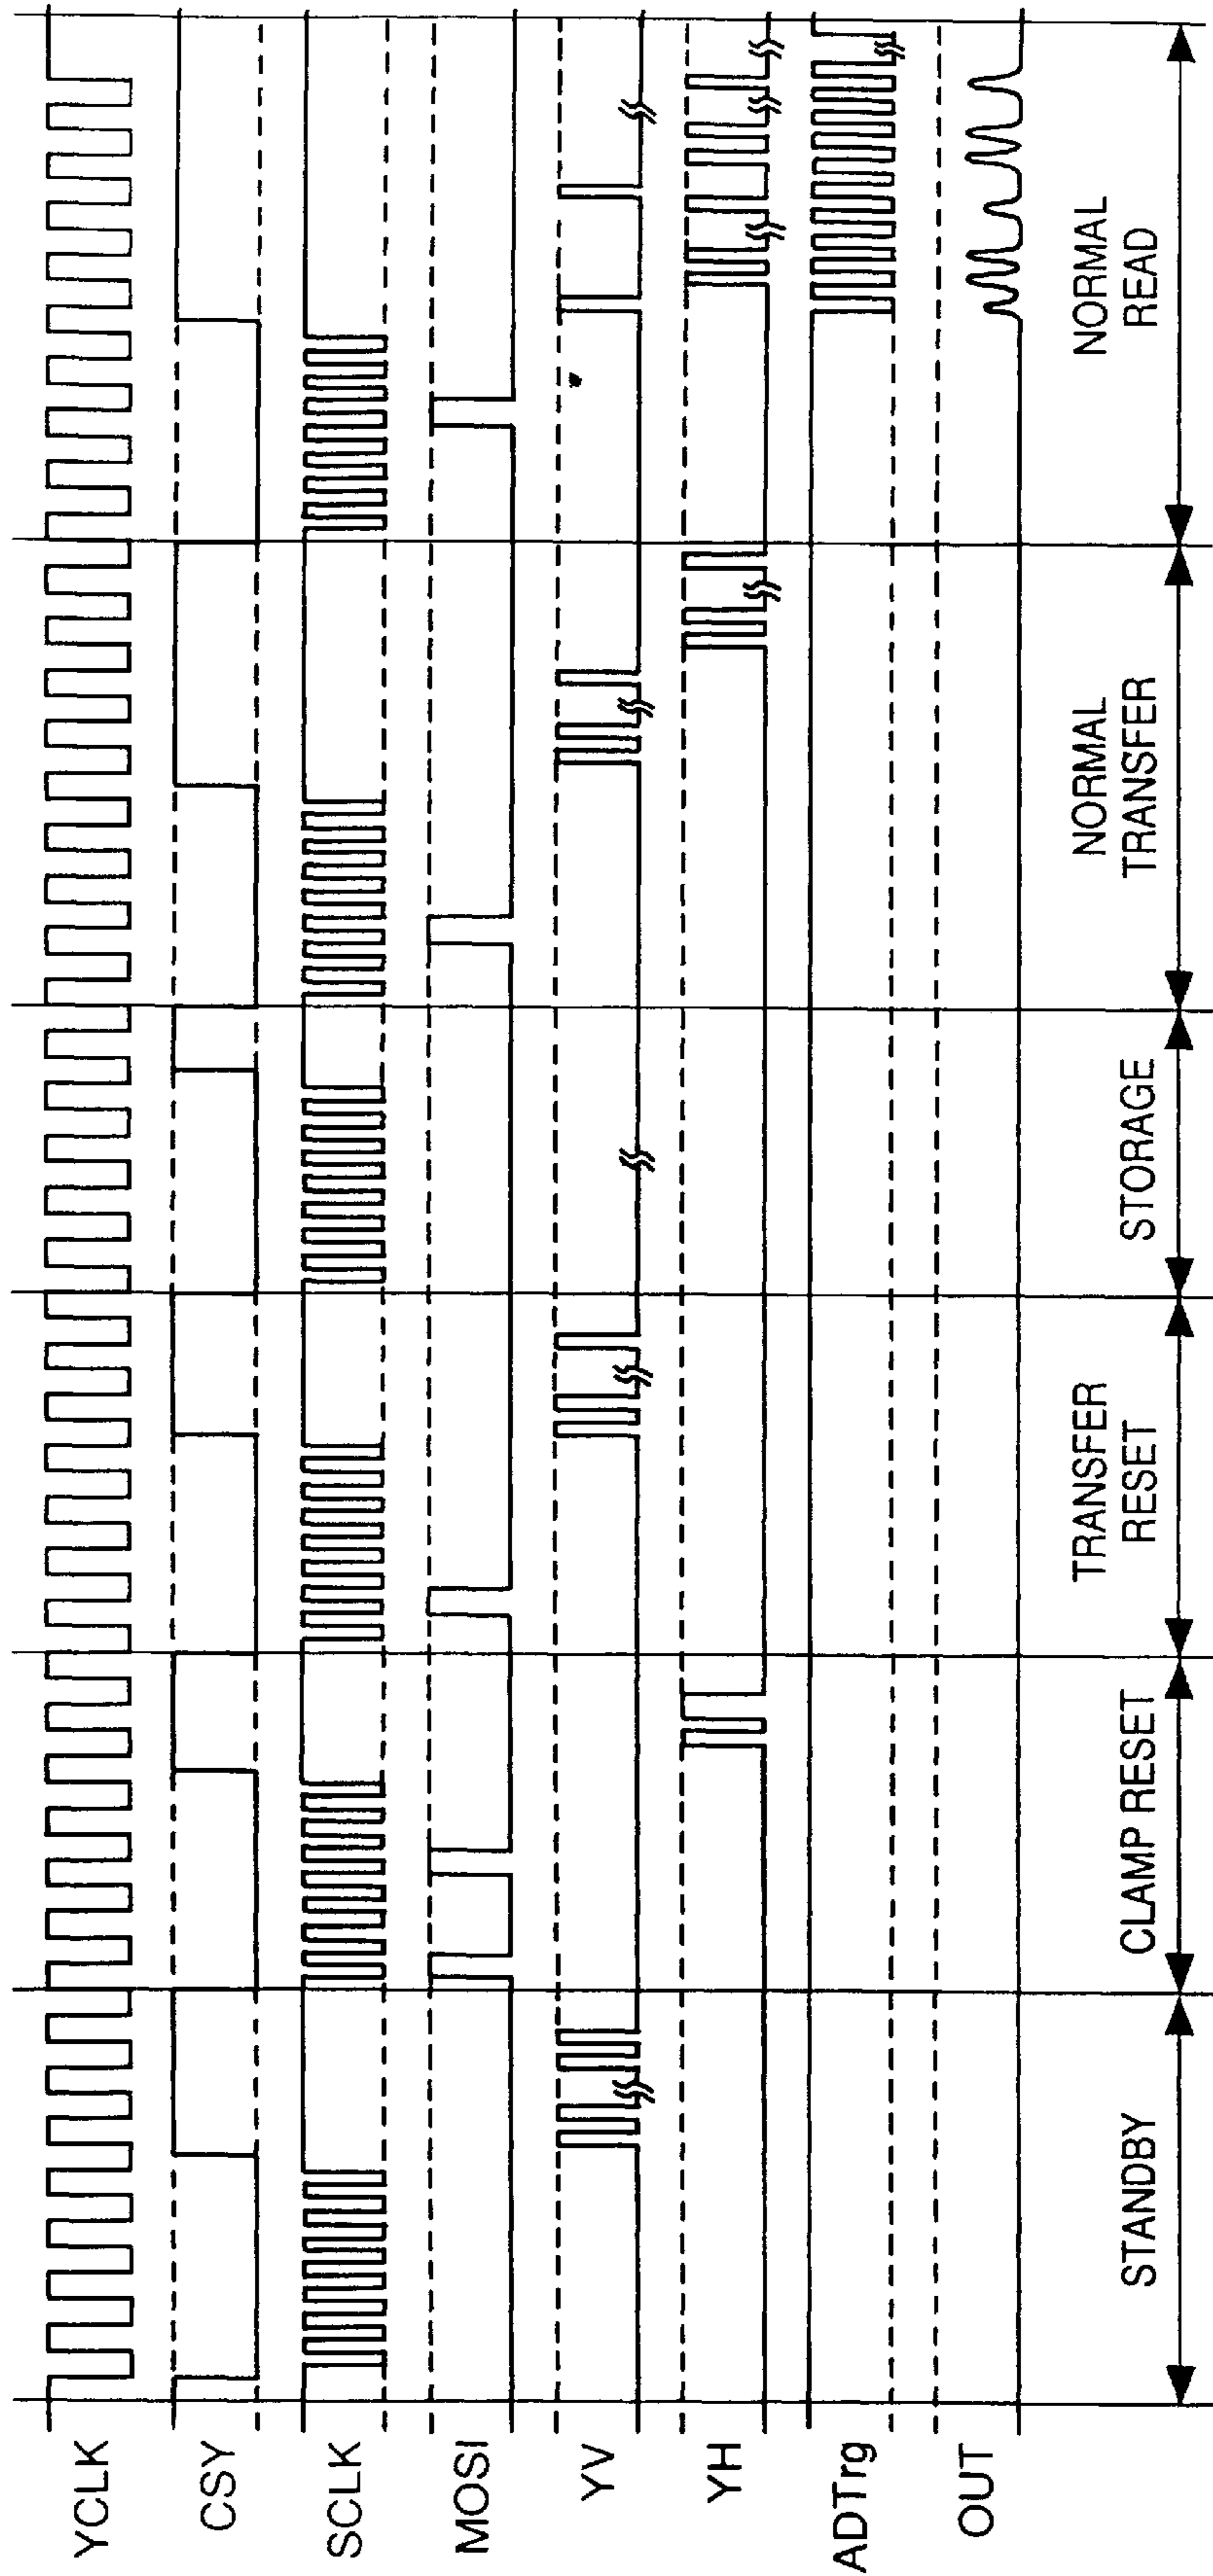 YCLK
CSY
SCLK
MOSI
YV
YH
ADTrg
OUT
STANDBY
CLAMP RESET
TRANSFER
RESET
STORAGE
NORMAL
TRANSFER
NORMAL
READ